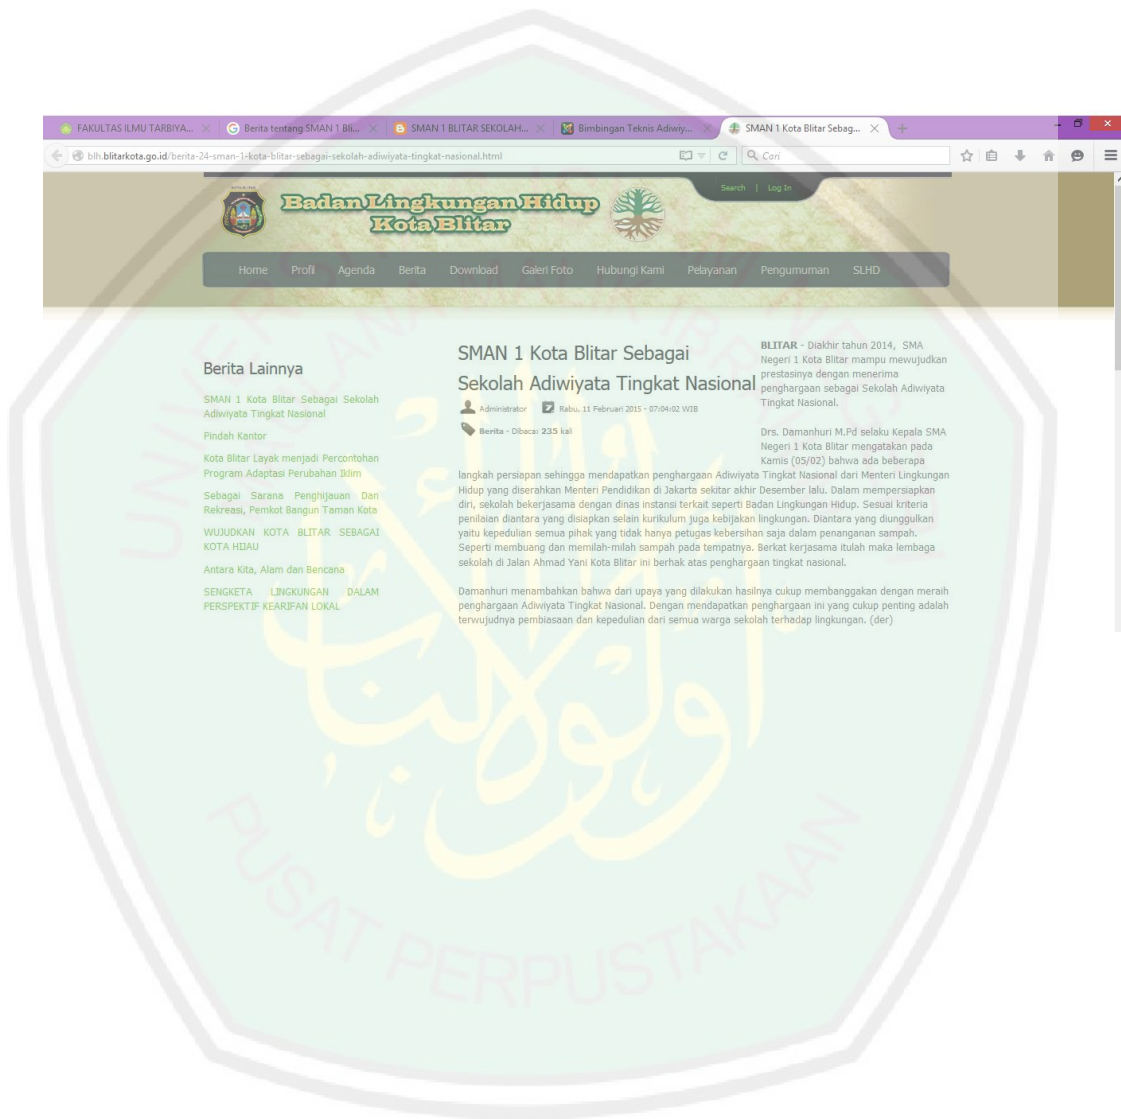 FAKULTAS ILMU TARBIYA...
Berita tentang SMAN 1 Bli...
SMAN 1 BLITAR SEKOLAH...
Bimbingan Teknis Adiwiy...
SMAN 1 Kota Blitar Sebag...
blh.blitarkota.go.id/berita-24-sman-1-kota-blitar-sebagai-sekolah-adiwiyata-tingkat-nasional.html
Cari
Search | Log In
Badan Lingkungan Hidup
Kota Blitar
Home Profil Agenda Berita Download Galeri Foto Hubungi Kami Pelayanan Pengumuman SLHD
Berita Lainnya
SMAN 1 Kota Blitar Sebagai Sekolah
Adiwiyata Tingkat Nasional
Pindah Kantor
Kota Blitar Layak menjadi Percontohan
Program Adaptasi Perubahan Iklim
Sebagai Sarana Penghijauan Dan
Rekreasi, Pemkot Bangun Taman Kota
WUJUDKAN KOTA BLITAR SEBAGAI
KOTA HIJAU
Antara Kita, Alam dan Bencana
SENGKETA LINGKUNGAN DALAM
PERSPEKTIF KEARIFAN LOKAL
SMAN 1 Kota Blitar Sebagai
Sekolah Adiwiyata Tingkat Nasional
Administrator Rabu, 11 Februari 2015 - 07:04:02 WIB
Berita - Dibaca: 235 kali
BLITAR - Diakhir tahun 2014, SMA
Negeri 1 Kota Blitar mampu mewujudkan
prestasinya dengan menerima
penghargaan sebagai Sekolah Adiwiyata
Tingkat Nasional.
Drs. Damanhuri M.Pd selaku Kepala SMA
Negeri 1 Kota Blitar mengatakan pada
Kamis (05/02) bahwa ada beberapa
langkah persiapan sehingga mendapatkan penghargaan Adiwiyata Tingkat Nasional dari Menteri Lingkungan
Hidup yang diserahkan Menteri Pendidikan di Jakarta sekitar akhir Desember lalu. Dalam mempersiapkan
diri, sekolah bekerjasama dengan dinas instansi terkait seperti Badan Lingkungan Hidup. Sesuai kriteria
penilaian diantara yang disiapkan selain kurikulum juga kebijakan lingkungan. Diantara yang diunggulkan
yaitu kepedulian semua pihak yang tidak hanya petugas kebersihan saja dalam penanganan sampah.
Seperti membuang dan memilah-milah sampah pada tempatnya. Berkat kerjasama itulah maka lembaga
sekolah di Jalan Ahmad Yani Kota Blitar ini berhak atas penghargaan tingkat nasional.
Damanhuri menambahkan bahwa dari upaya yang dilakukan hasilnya cukup membanggakan dengan meraih
penghargaan Adiwiyata Tingkat Nasional. Dengan mendapatkan penghargaan ini yang cukup penting adalah
terwujudnya pembiasaan dan kepedulian dari semua warga sekolah terhadap lingkungan. (der)
PUSAT PERPUSTAKAAN